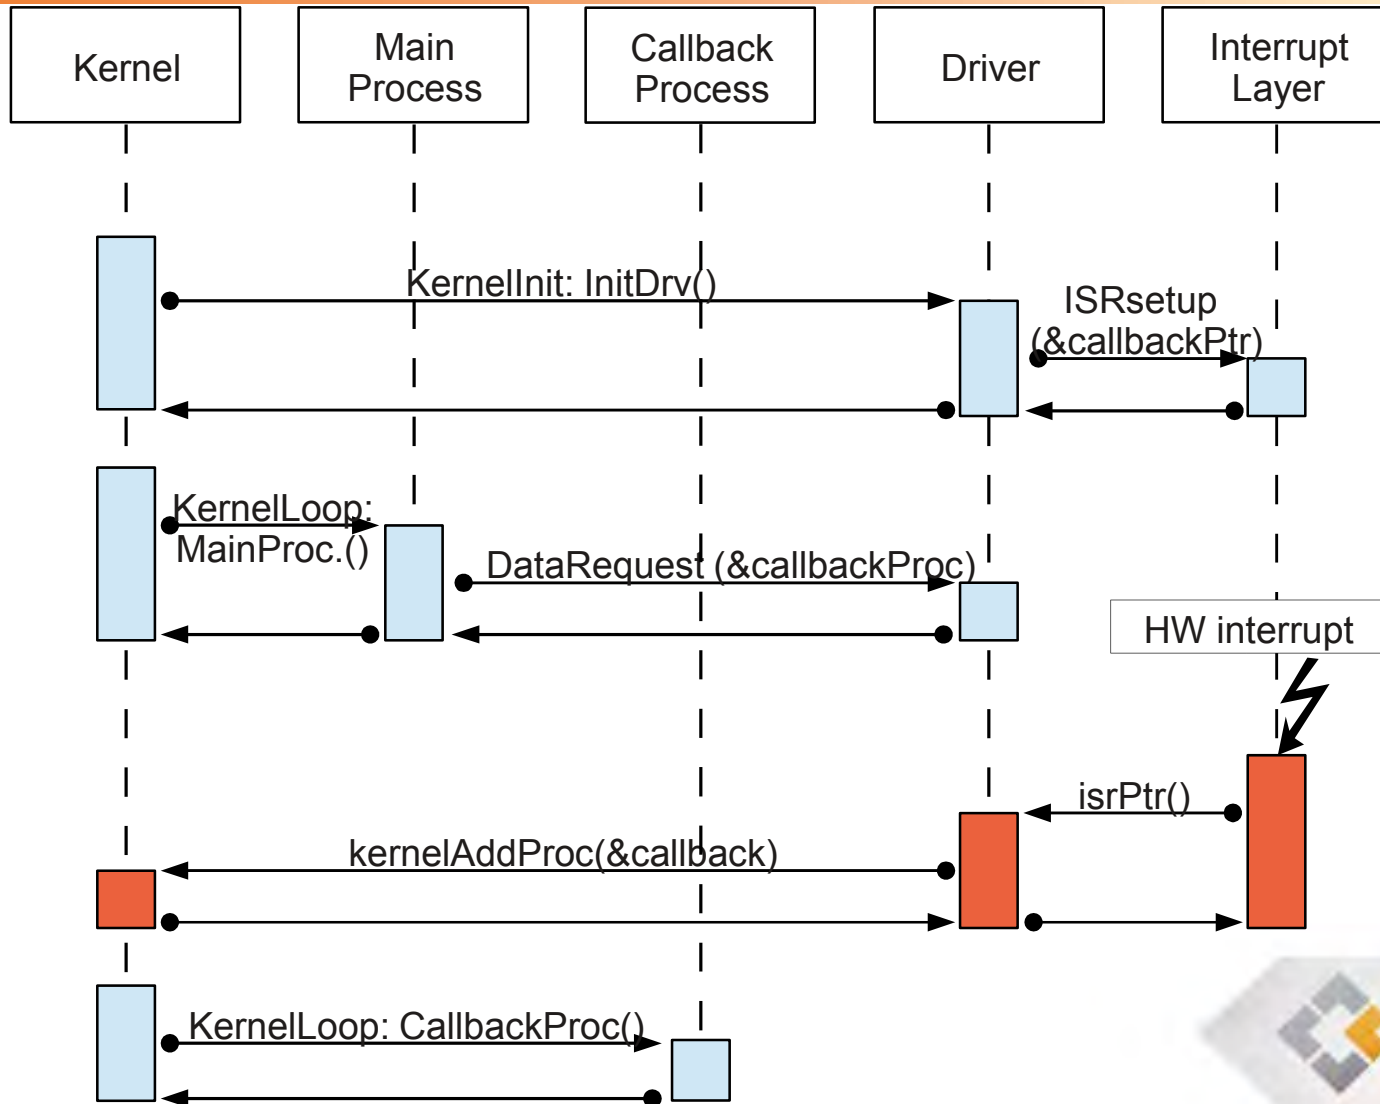 Kernel
Main
Process
Callback
Process
Driver
Interrupt
Layer
KernelInit: InitDrv()
ISRsetup
(&callbackPtr)
KernelLoop:
MainProc.()
DataRequest (&callbackProc)
HW interrupt
isrPtr()
kernelAddProc(&callback)
KernelLoop: CallbackProc()